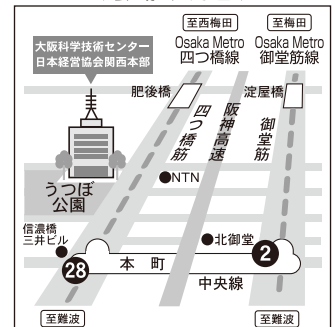 至西梅田
至梅田
Osaka Metro
四つ橋線
Osaka Metro
御堂筋線
大阪科学技術センター
日本経営協会関西本部
肥後橋
淀屋橋
四つ橋筋
阪神高速
御堂筋
NTN
うつぼ
公園
信濃橋
三井ビル
北御堂
2
28
本町
中央線
至難波
至難波